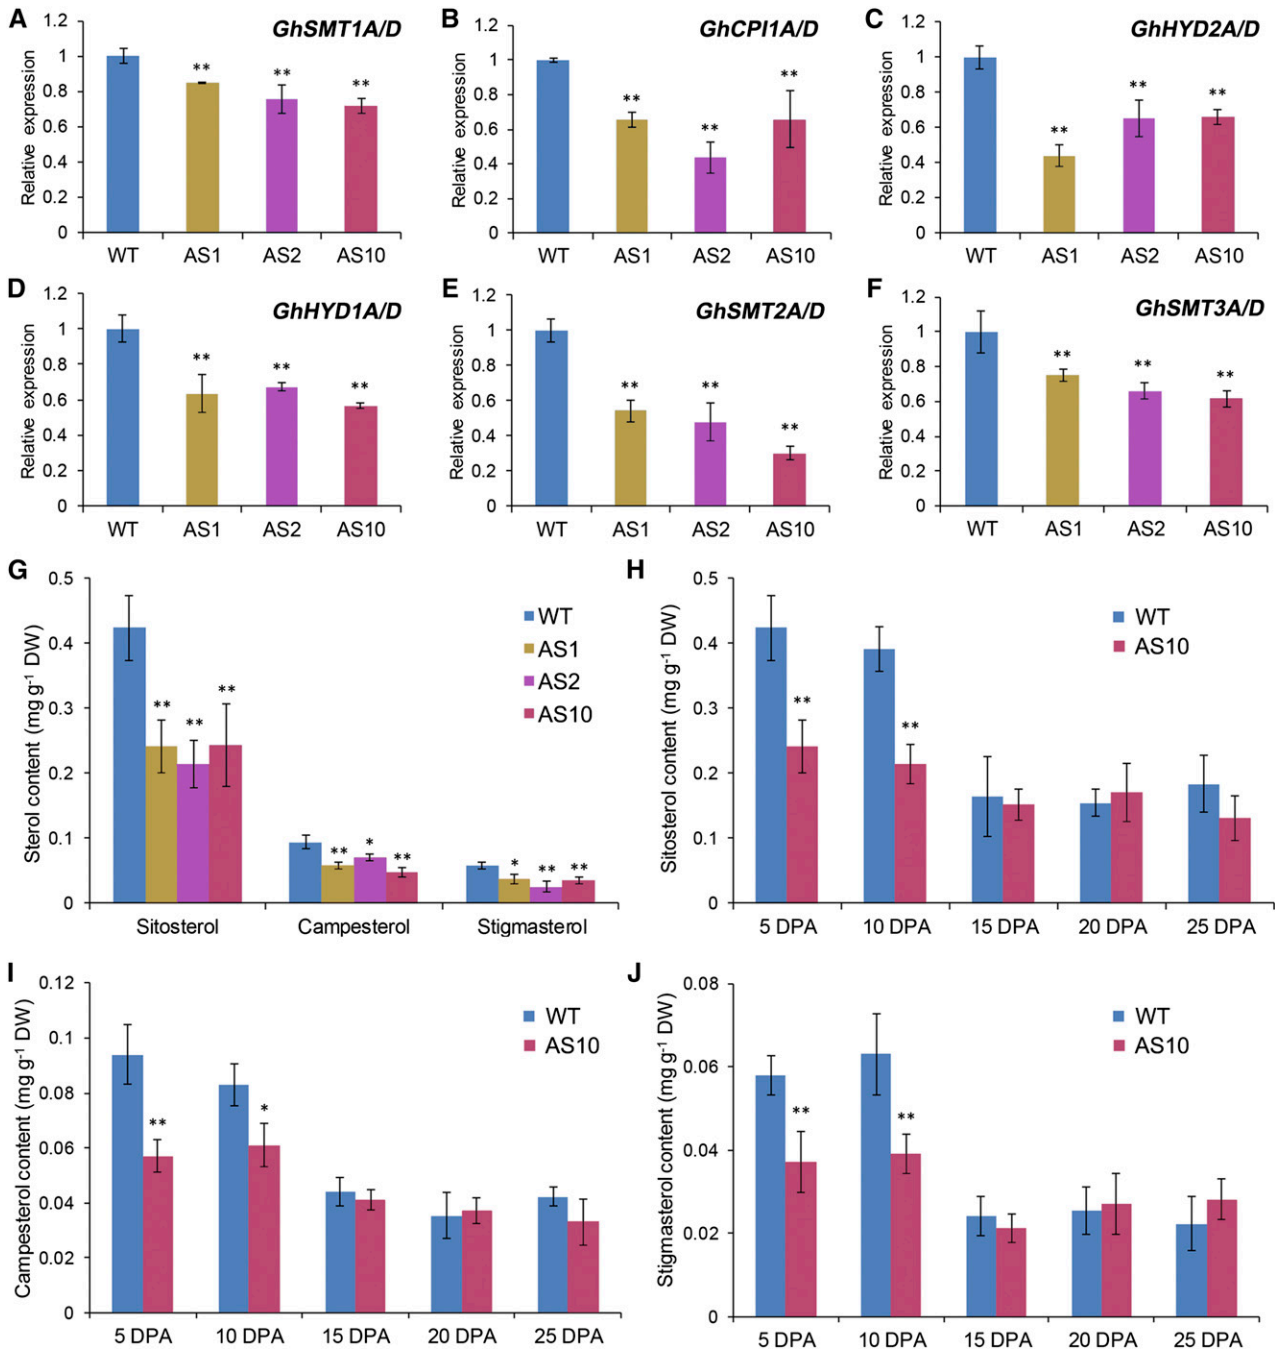 A
GhSMT1A/D
Relative expression
1.2
1
0.8
0.6
0.4
0.2
0
**
**
**
WT AS1 AS2 AS10
B
GhCPI1A/D
Relative expression
1.2
1
0.8
0.6
0.4
0.2
0
**
**
**
WT AS1 AS2 AS10
C
GhHYD2A/D
Relative expression
1.2
1
0.8
0.6
0.4
0.2
0
**
**
**
WT AS1 AS2 AS10
D
GhHYD1A/D
Relative expression
1.2
1
0.8
0.6
0.4
0.2
0
**
**
**
WT AS1 AS2 AS10
E
GhSMT2A/D
Relative expression
1.2
1
0.8
0.6
0.4
0.2
0
**
**
**
WT AS1 AS2 AS10
F
GhSMT3A/D
Relative expression
1.2
1
0.8
0.6
0.4
0.2
0
**
**
**
WT AS1 AS2 AS10
G
Sterol content (mg g⁻¹ DW)
0.5
0.4
0.3
0.2
0.1
0
WT
AS1
AS2
AS10
** ** **
** * **
* ** **
Sitosterol Campesterol Stigmasterol
H
Sitosterol content (mg g⁻¹ DW)
0.5
0.4
0.3
0.2
0.1
0
WT
AS10
**
**
5 DPA 10 DPA 15 DPA 20 DPA 25 DPA
I
Campesterol content (mg g⁻¹ DW)
0.12
0.1
0.08
0.06
0.04
0.02
0
WT
AS10
**
*
5 DPA 10 DPA 15 DPA 20 DPA 25 DPA
J
Stigmasterol content (mg g⁻¹ DW)
0.08
0.06
0.04
0.02
0
WT
AS10
**
**
5 DPA 10 DPA 15 DPA 20 DPA 25 DPA